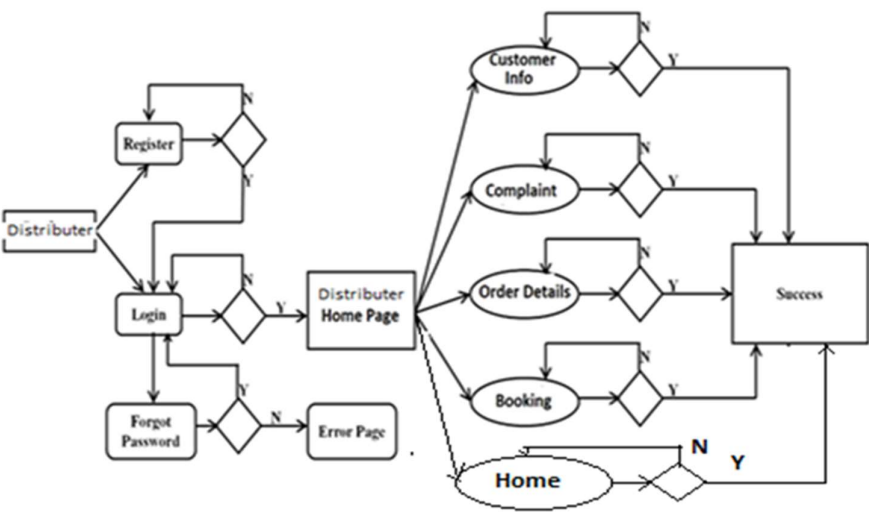 N
Customer
Info
Y
N
Register
Y
N
Complaint
Y
Distributer
N
Login
Y
Distributer
Home Page
N
Order Details
Y
Success
Y
Forgot
Password
N
Error Page
N
Booking
Y
N
Y
Home